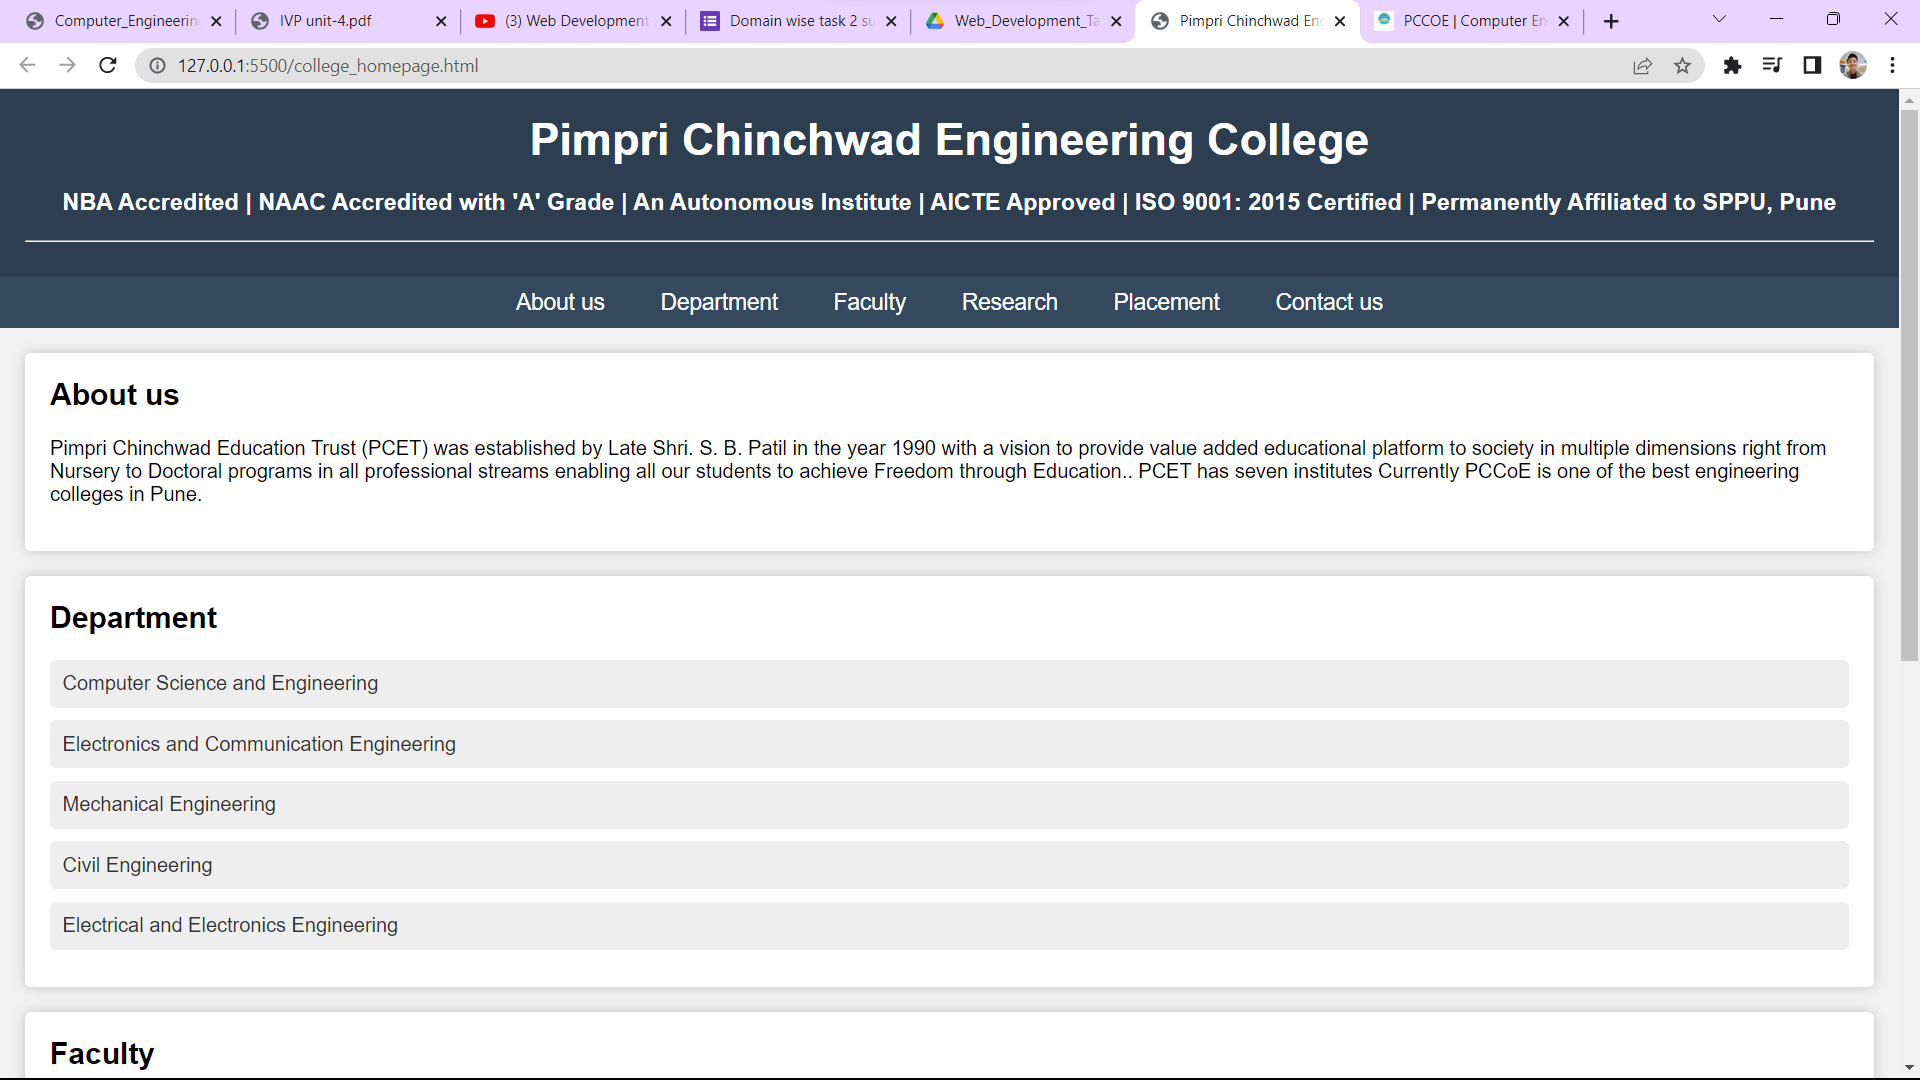 Computer_Engineerin
IVP unit-4.pdf
(3) Web Development
Domain wise task 2 su
Web_Development_Ta
Pimpri Chinchwad Eng
PCCOE | Computer En
127.0.0.1:5500/college_homepage.html
Pimpri Chinchwad Engineering College
NBA Accredited | NAAC Accredited with 'A' Grade | An Autonomous Institute | AICTE Approved | ISO 9001: 2015 Certified | Permanently Affiliated to SPPU, Pune
About us Department Faculty Research Placement Contact us
About us
Pimpri Chinchwad Education Trust (PCET) was established by Late Shri. S. B. Patil in the year 1990 with a vision to provide value added educational platform to society in multiple dimensions right from
Nursery to Doctoral programs in all professional streams enabling all our students to achieve Freedom through Education.. PCET has seven institutes Currently PCCoE is one of the best engineering
colleges in Pune.
Department
Computer Science and Engineering
Electronics and Communication Engineering
Mechanical Engineering
Civil Engineering
Electrical and Electronics Engineering
Faculty